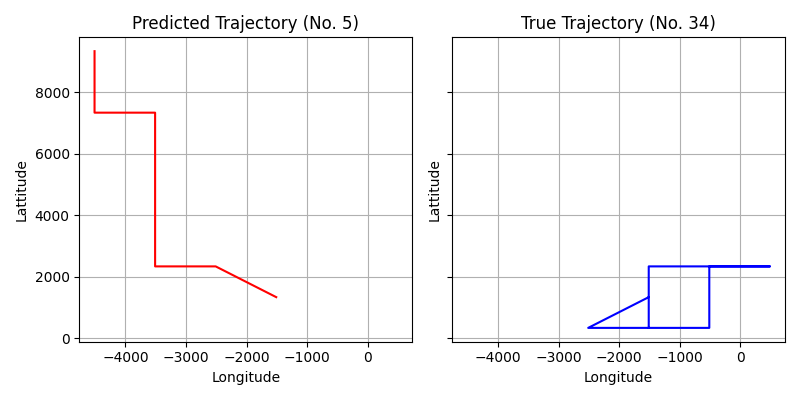 Predicted Trajectory (No. 5)
True Trajectory (No. 34)
Lattitude
8000
6000
4000
2000
0
−4000 −3000 −2000 −1000 0
Longitude
Lattitude
−4000 −3000 −2000 −1000 0
Longitude